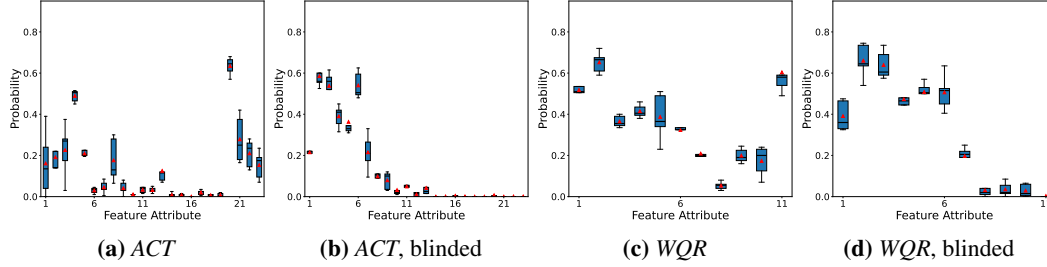 0.8
0.6
0.4
0.2
0.0
Probability
1 6 11 16 21
Feature Attribute
(a) ACT
0.8
0.6
0.4
0.2
0.0
Probability
1 6 11 16 21
Feature Attribute
(b) ACT, blinded
0.8
0.6
0.4
0.2
0.0
Probability
1 6 11
Feature Attribute
(c) WQR
0.8
0.6
0.4
0.2
0.0
Probability
1 6 1
Feature Attribute
(d) WQR, blinded